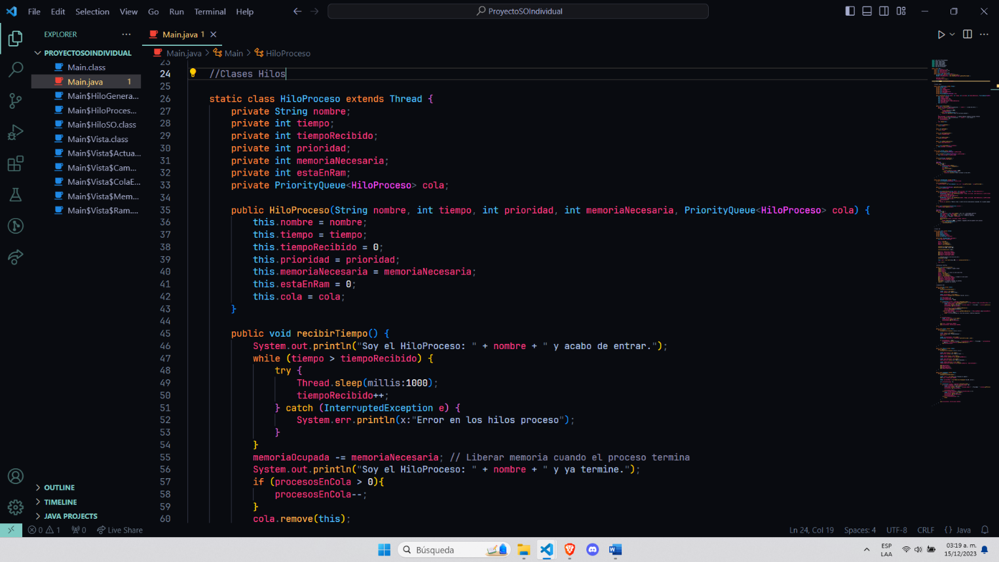 File Edit Selection View Go Run Terminal Help
ProyectoSOIndividual
EXPLORER
PROYECTOSOINDIVIDUAL
Main.class
Main.java 1
Main$HiloGenera...
Main$HiloProces...
Main$HiloSO.class
Main$Vista.class
Main$Vista$Actua...
Main$Vista$Cam...
Main$Vista$ColaE...
Main$Vista$Mem...
Main$Vista$Ram....
OUTLINE
TIMELINE
JAVA PROJECTS
Main.java 1
Main.java > Main > HiloProceso
23
24 //Clases Hilos
25
26 static class HiloProceso extends Thread {
27 private String nombre;
28 private int tiempo;
29 private int tiempoRecibido;
30 private int prioridad;
31 private int memoriaNecesaria;
32 private int estaEnRam;
33 private PriorityQueue<HiloProceso> cola;
34
35 public HiloProceso(String nombre, int tiempo, int prioridad, int memoriaNecesaria, PriorityQueue<HiloProceso> cola) {
36 this.nombre = nombre;
37 this.tiempo = tiempo;
38 this.tiempoRecibido = 0;
39 this.prioridad = prioridad;
40 this.memoriaNecesaria = memoriaNecesaria;
41 this.estaEnRam = 0;
42 this.cola = cola;
43 }
44
45 public void recibirTiempo() {
46 System.out.println("Soy el HiloProceso: " + nombre + " y acabo de entrar.");
47 while (tiempo > tiempoRecibido) {
48 try {
49 Thread.sleep(millis:1000);
50 tiempoRecibido++;
51 } catch (InterruptedException e) {
52 System.err.println(x:"Error en los hilos proceso");
53 }
54 }
55 memoriaOcupada -= memoriaNecesaria; // Liberar memoria cuando el proceso termina
56 System.out.println("Soy el HiloProceso: " + nombre + " y ya termine.");
57 if (procesosEnCola > 0){
58 procesosEnCola--;
59 }
60 cola.remove(this);
0 1 0 Live Share
Ln 24, Col 19 Spaces: 4 UTF-8 CRLF {} Java
Búsqueda
ESP
LAA
03:19 a. m.
15/12/2023